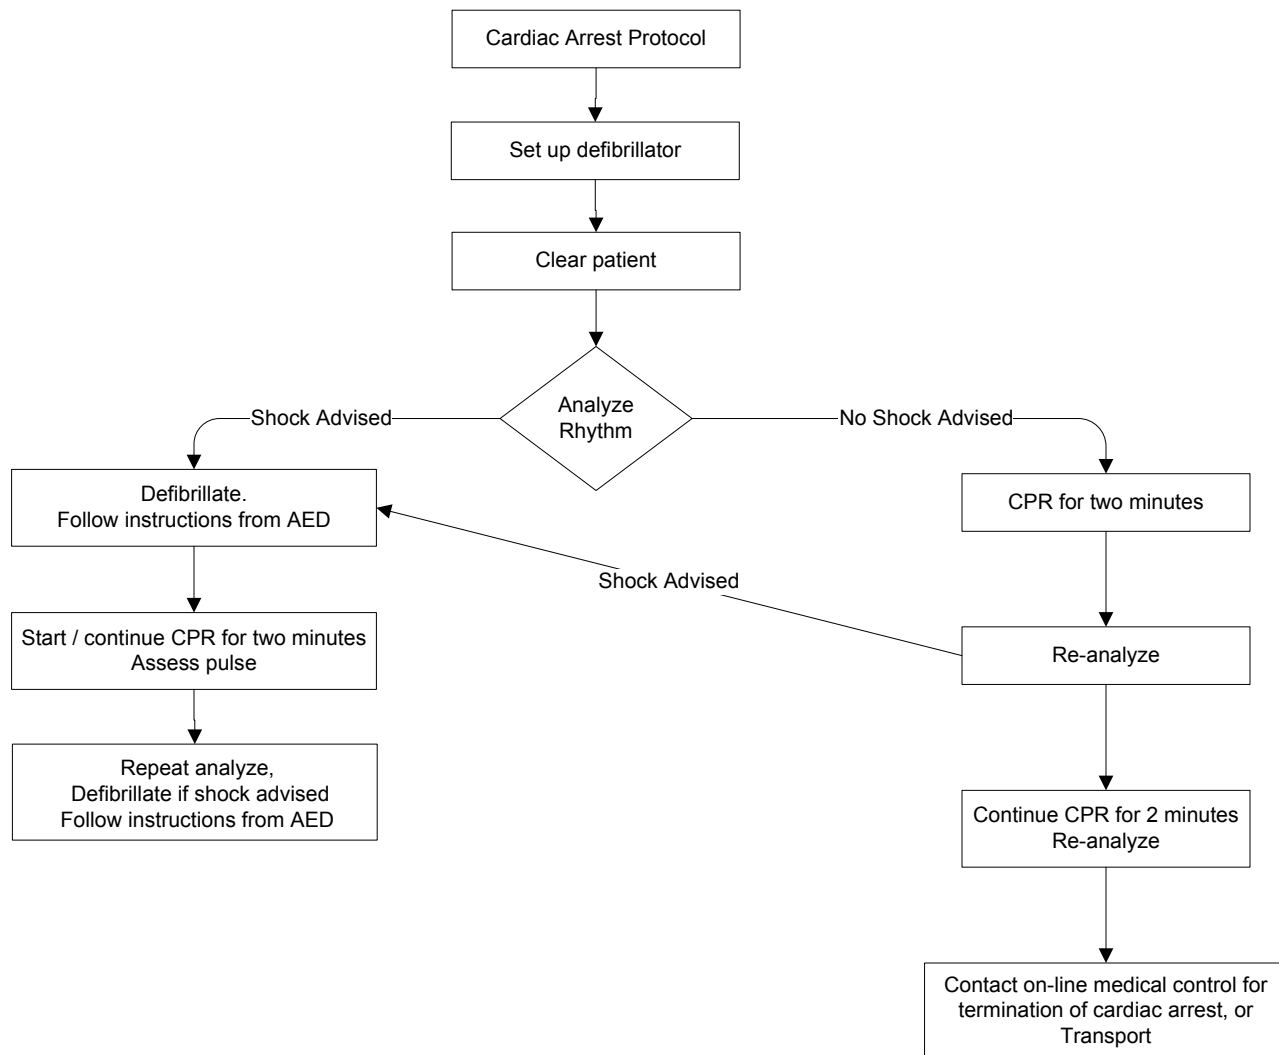 Cardiac Arrest Protocol
Set up defibrillator
Clear patient
Analyze
Rhythm
Shock Advised
No Shock Advised
Defibrillate.
Follow instructions from AED
CPR for two minutes
Shock Advised
Start / continue CPR for two minutes
Assess pulse
Re-analyze
Repeat analyze,
Defibrillate if shock advised
Follow instructions from AED
Continue CPR for 2 minutes
Re-analyze
Contact on-line medical control for
termination of cardiac arrest, or
Transport